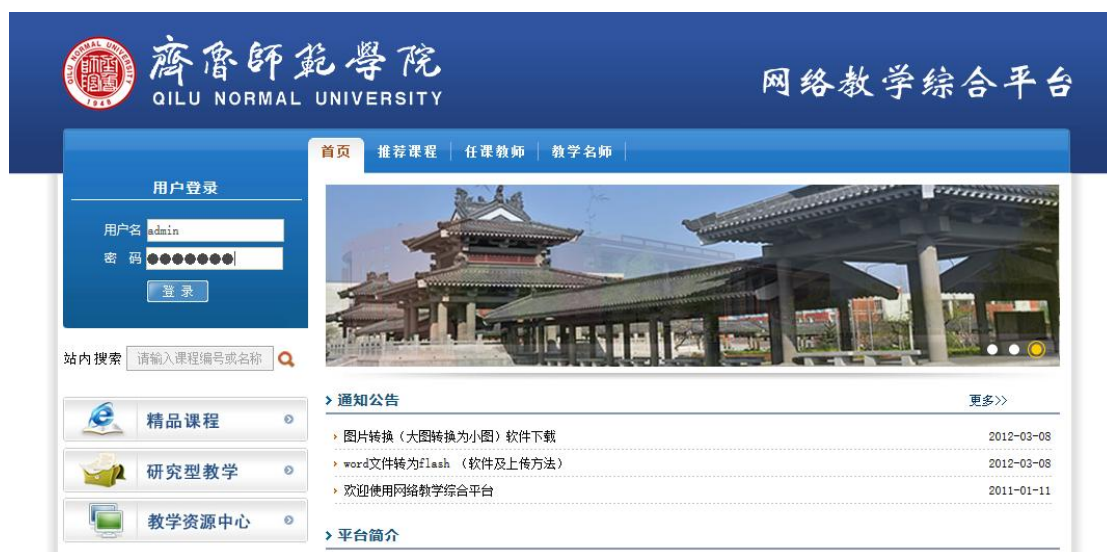 齊魯師範學院
QILU NORMAL UNIVERSITY
QILU NORMAL UNIVERSITY
1948
网络教学综合平台
首页 推荐课程 任课教师 教学名师
用户登录
用户名 admin
密 码 ●●●●●●●
登 录
站内搜索 请输入课程编号或名称
精品课程
研究型教学
教学资源中心
通知公告 更多>>
图片转换（大图转换为小图）软件下载 2012-03-08
word文件转为flash （软件及上传方法） 2012-03-08
欢迎使用网络教学综合平台 2011-01-11
平台简介